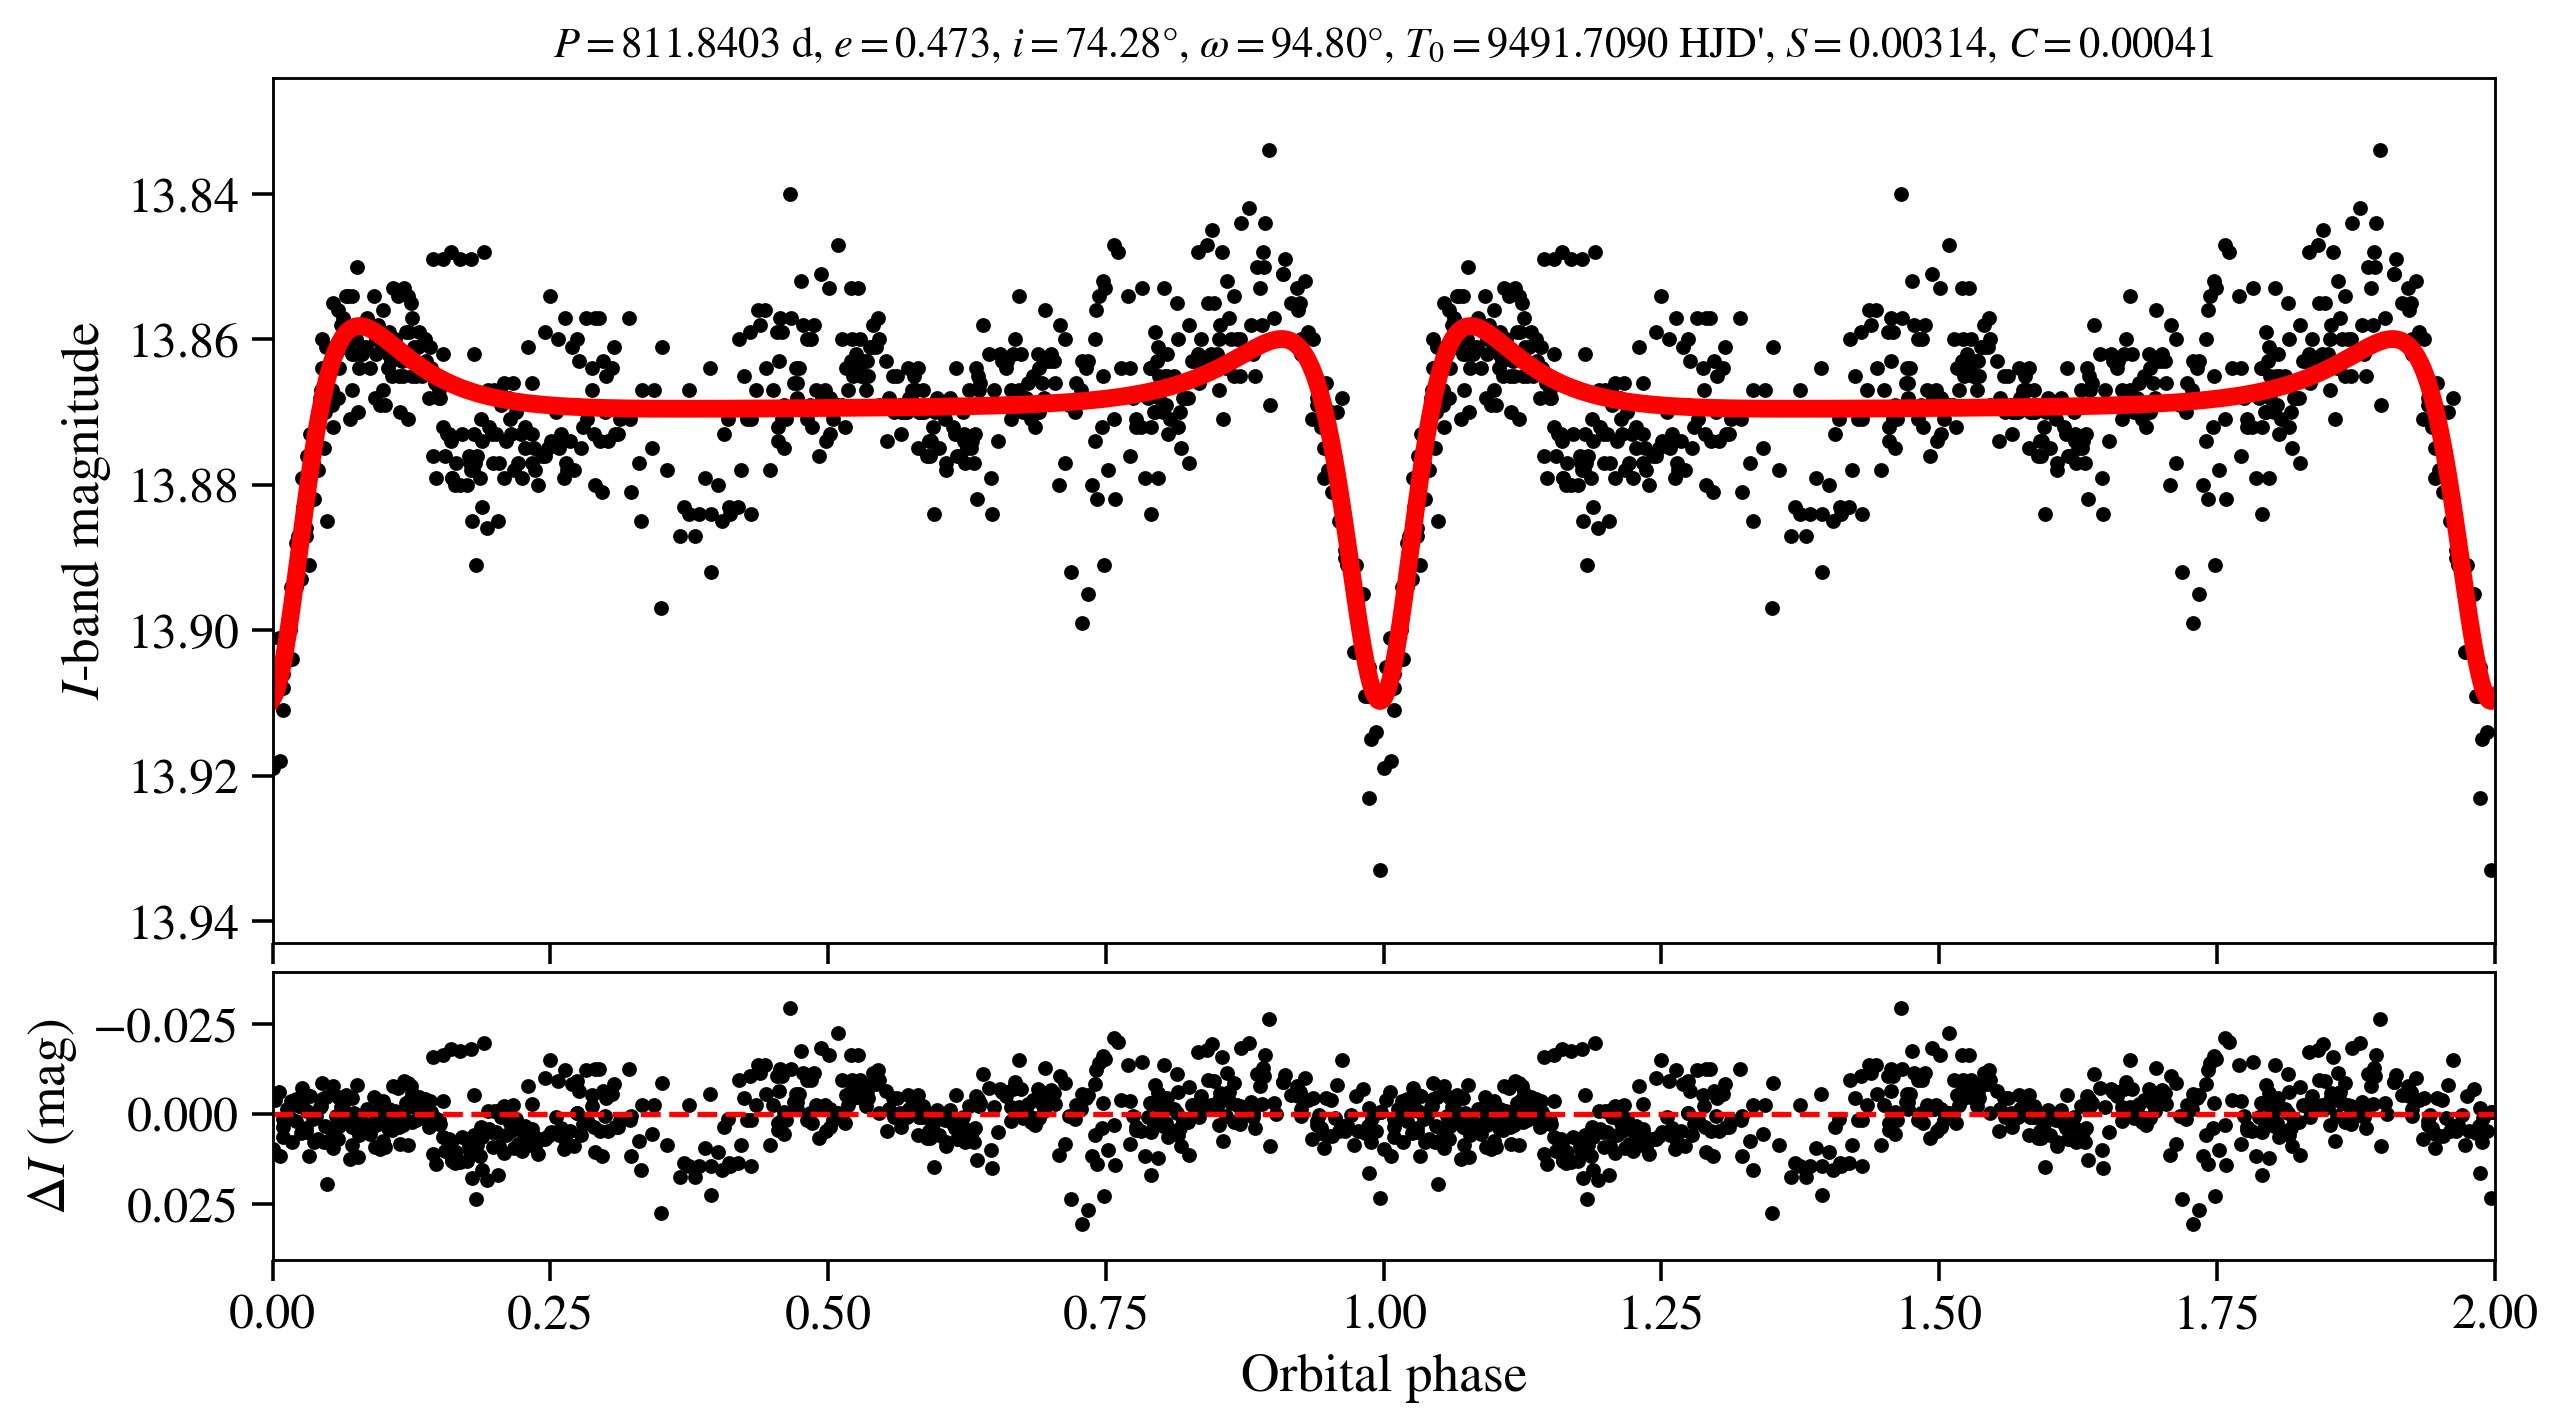 P = 811.8403 d, e = 0.473, i = 74.28°, ω = 94.80°, T₀ = 9491.7090 HJD', S = 0.00314, C = 0.00041
I-band magnitude
13.84
13.86
13.88
13.90
13.92
13.94
ΔI (mag)
−0.025
0.000
0.025
0.00 0.25 0.50 0.75 1.00 1.25 1.50 1.75 2.00
Orbital phase